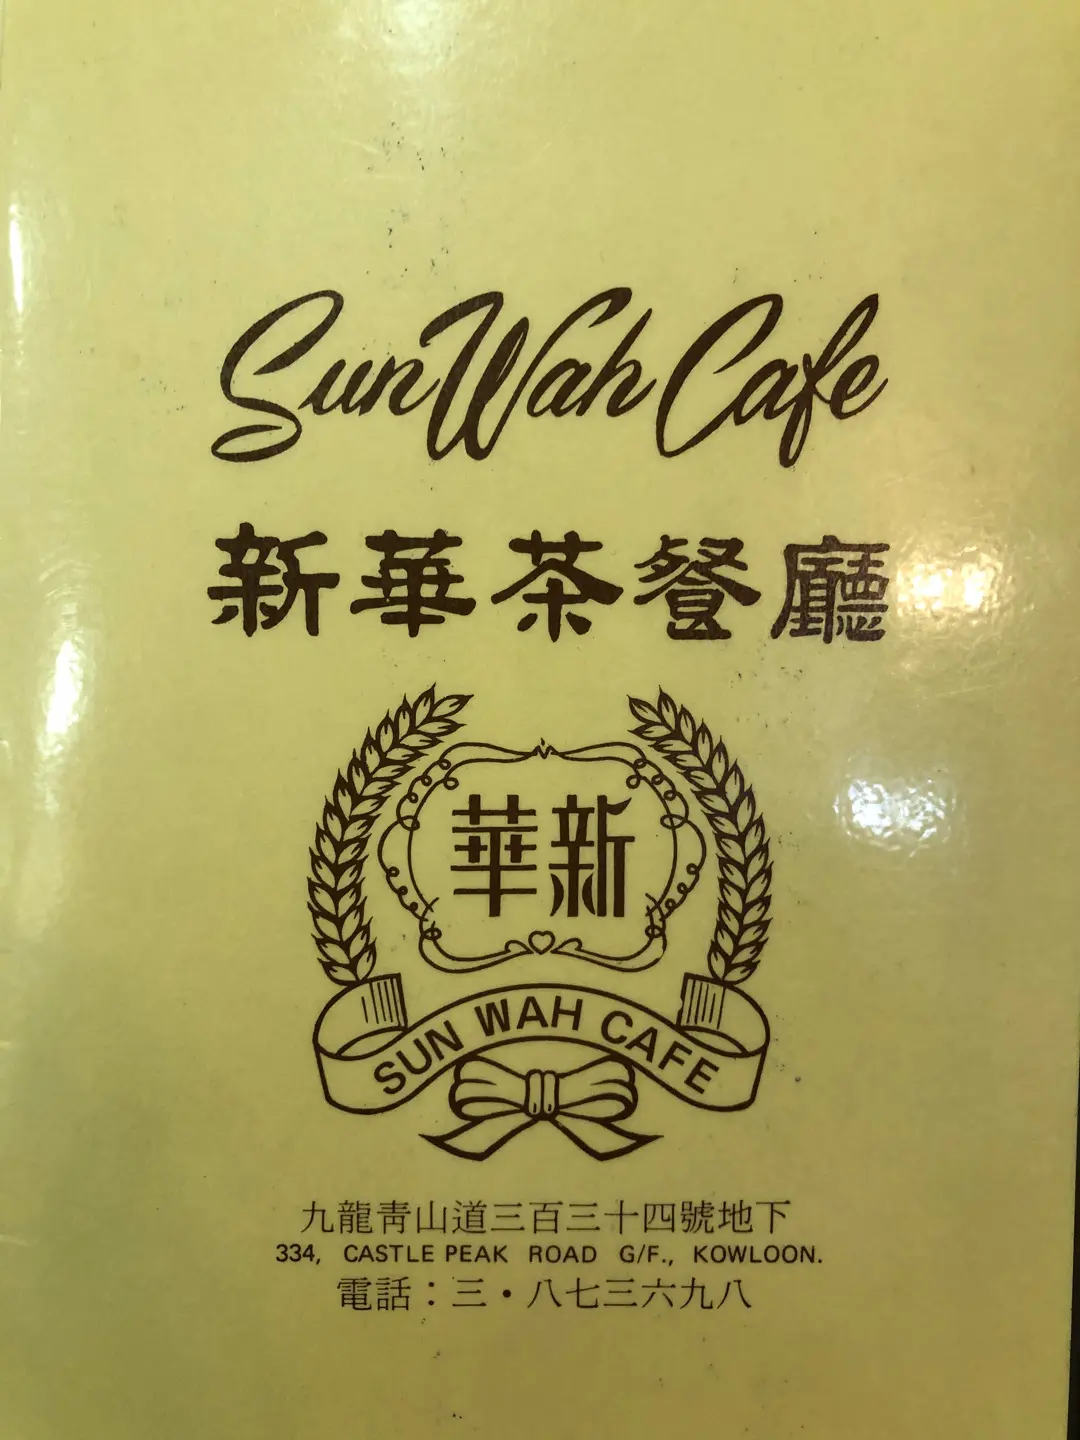 Sun Wah Cafe
新華茶餐廳
華新
SUN WAH CAFE
九龍靑山道三百三十四號地下
334, CASTLE PEAK ROAD G/F., KOWLOON.
電話：三・八七三六九八